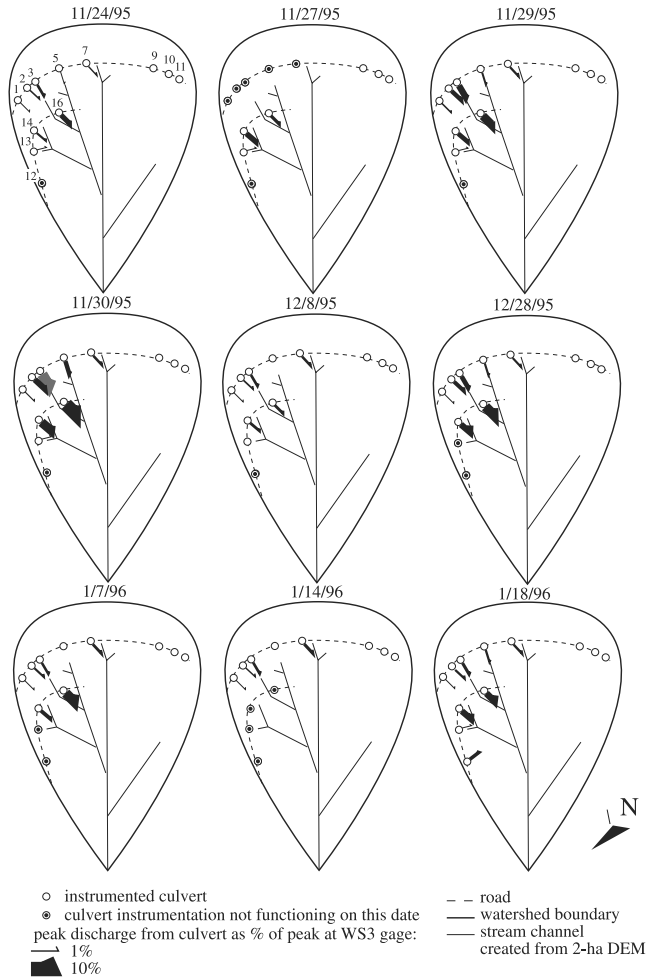 11/24/95 11/27/95 11/29/95
1 2 3 5 7 9 10 11
16
14
13
12
11/30/95 12/8/95 12/28/95
1/7/96 1/14/96 1/18/96
N
instrumented culvert
culvert instrumentation not functioning on this date
peak discharge from culvert as % of peak at WS3 gage:
1%
10%
road
watershed boundary
stream channel
created from 2-ha DEM